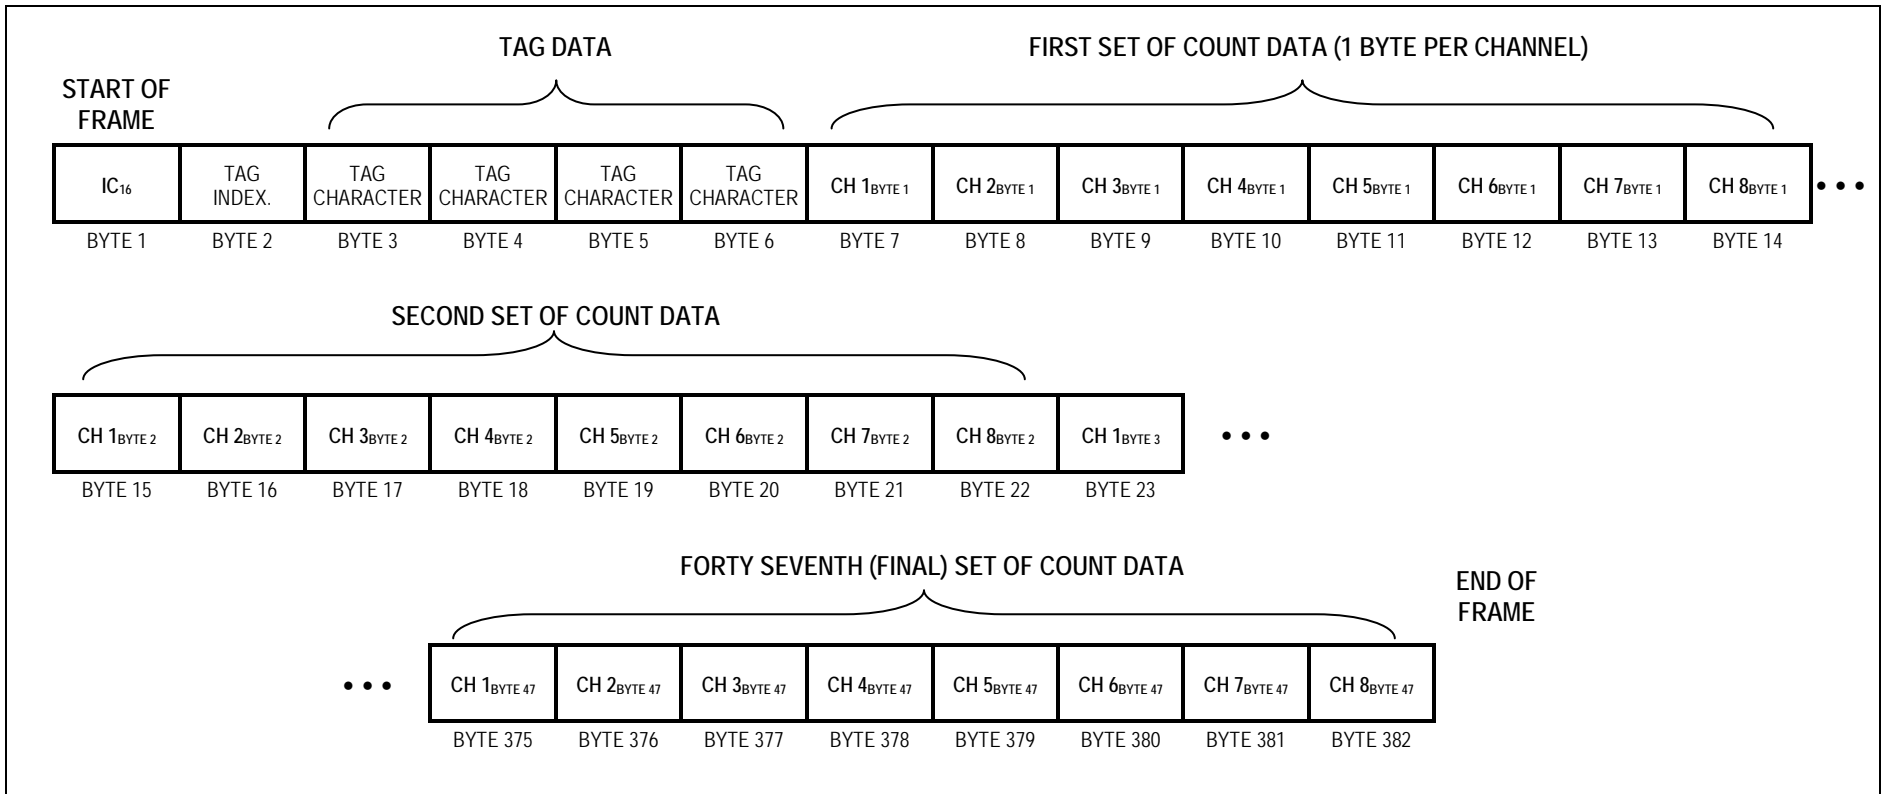 TAG DATA
FIRST SET OF COUNT DATA (1 BYTE PER CHANNEL)
START OF
FRAME
IC16 TAG INDEX. TAG CHARACTER TAG CHARACTER TAG CHARACTER TAG CHARACTER CH 1BYTE 1 CH 2BYTE 1 CH 3BYTE 1 CH 4BYTE 1 CH 5BYTE 1 CH 6BYTE 1 CH 7BYTE 1 CH 8BYTE 1 •••
BYTE 1 BYTE 2 BYTE 3 BYTE 4 BYTE 5 BYTE 6 BYTE 7 BYTE 8 BYTE 9 BYTE 10 BYTE 11 BYTE 12 BYTE 13 BYTE 14
SECOND SET OF COUNT DATA
CH 1BYTE 2 CH 2BYTE 2 CH 3BYTE 2 CH 4BYTE 2 CH 5BYTE 2 CH 6BYTE 2 CH 7BYTE 2 CH 8BYTE 2 CH 1BYTE 3 •••
BYTE 15 BYTE 16 BYTE 17 BYTE 18 BYTE 19 BYTE 20 BYTE 21 BYTE 22 BYTE 23
FORTY SEVENTH (FINAL) SET OF COUNT DATA
END OF
FRAME
••• CH 1BYTE 47 CH 2BYTE 47 CH 3BYTE 47 CH 4BYTE 47 CH 5BYTE 47 CH 6BYTE 47 CH 7BYTE 47 CH 8BYTE 47
BYTE 375 BYTE 376 BYTE 377 BYTE 378 BYTE 379 BYTE 380 BYTE 381 BYTE 382